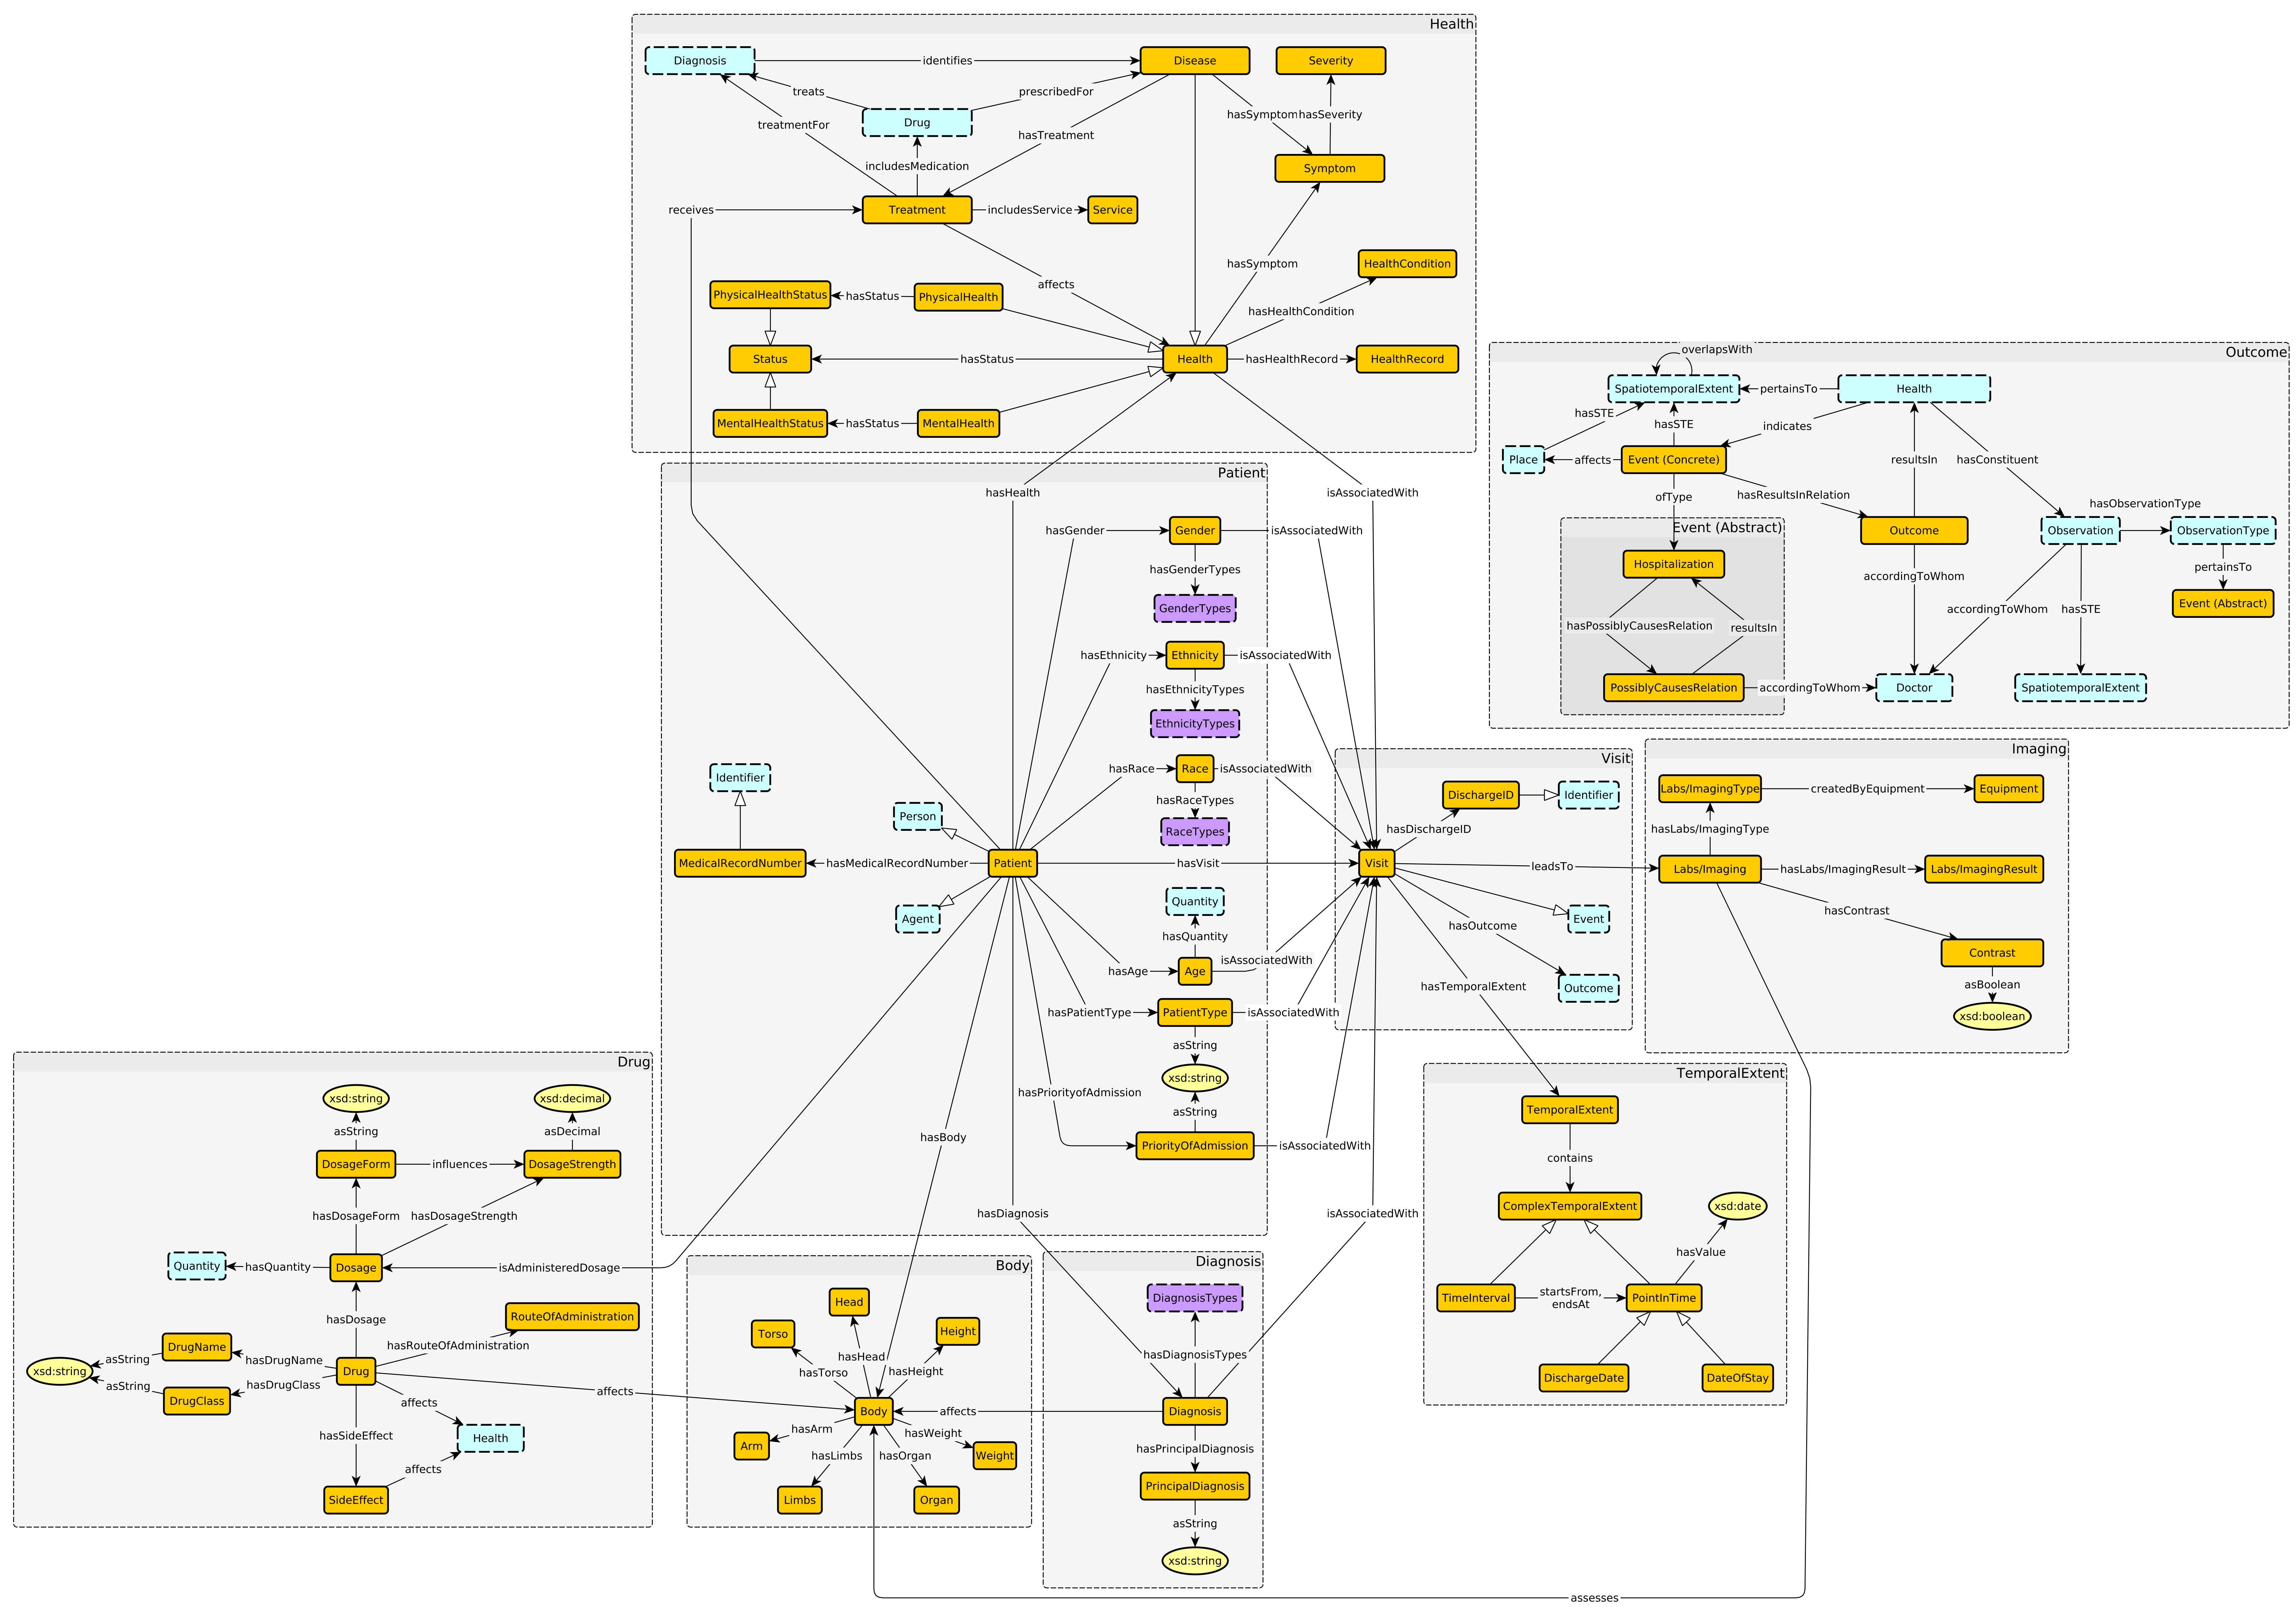 Health
Diagnosis
identifies
Disease
Severity
treats
prescribedFor
Drug
hasSymptom
hasSeverity
treatmentFor
hasTreatment
includesMedication
Symptom
receives
Treatment
includesService
Service
hasSymptom
HealthCondition
affects
PhysicalHealthStatus
hasStatus
PhysicalHealth
hasHealthCondition
Status
hasStatus
Health
hasHealthRecord
HealthRecord
MentalHealthStatus
hasStatus
MentalHealth
Outcome
overlapsWith
SpatiotemporalExtent
pertainsTo
Health
hasSTE
hasSTE
indicates
Place
affects
Event (Concrete)
resultsIn
hasConstituent
ofType
hasResultsInRelation
hasObservationType
Event (Abstract)
Outcome
Observation
ObservationType
Hospitalization
accordingToWhom
pertainsTo
Event (Abstract)
accordingToWhom
hasSTE
hasPossiblyCausesRelation
resultsIn
PossiblyCausesRelation
accordingToWhom
Doctor
SpatiotemporalExtent
Patient
hasHealth
isAssociatedWith
hasGender
Gender
isAssociatedWith
hasGenderTypes
GenderTypes
hasEthnicity
Ethnicity
isAssociatedWith
hasEthnicityTypes
EthnicityTypes
hasRace
Race
isAssociatedWith
hasRaceTypes
RaceTypes
Identifier
Person
MedicalRecordNumber
hasMedicalRecordNumber
Patient
hasVisit
Agent
Quantity
hasQuantity
hasAge
Age
isAssociatedWith
hasPatientType
PatientType
isAssociatedWith
asString
xsd:string
hasPriorityofAdmission
asString
PriorityOfAdmission
isAssociatedWith
hasBody
hasDiagnosis
isAssociatedWith
Visit
DischargeID
Identifier
hasDischargeID
Visit
leadsTo
Event
hasOutcome
Outcome
hasTemporalExtent
Imaging
Labs/ImagingType
createdByEquipment
Equipment
hasLabs/ImagingType
Labs/Imaging
hasLabs/ImagingResult
Labs/ImagingResult
hasContrast
Contrast
asBoolean
xsd:boolean
TemporalExtent
TemporalExtent
contains
ComplexTemporalExtent
xsd:date
hasValue
TimeInterval
startsFrom,
endsAt
PointInTime
DischargeDate
DateOfStay
Drug
xsd:string
xsd:decimal
asString
asDecimal
DosageForm
influences
DosageStrength
hasDosageForm
hasDosageStrength
Quantity
hasQuantity
Dosage
isAdministeredDosage
hasDosage
RouteOfAdministration
DrugName
hasRouteOfAdministration
asString
hasDrugName
xsd:string
Drug
asString
hasDrugClass
DrugClass
affects
affects
hasSideEffect
Health
affects
SideEffect
Body
Head
Torso
Height
hasHead
hasTorso
hasHeight
Body
affects
Arm
hasArm
hasWeight
Weight
hasLimbs
hasOrgan
Limbs
Organ
Diagnosis
DiagnosisTypes
hasDiagnosisTypes
Diagnosis
hasPrincipalDiagnosis
PrincipalDiagnosis
asString
xsd:string
assesses